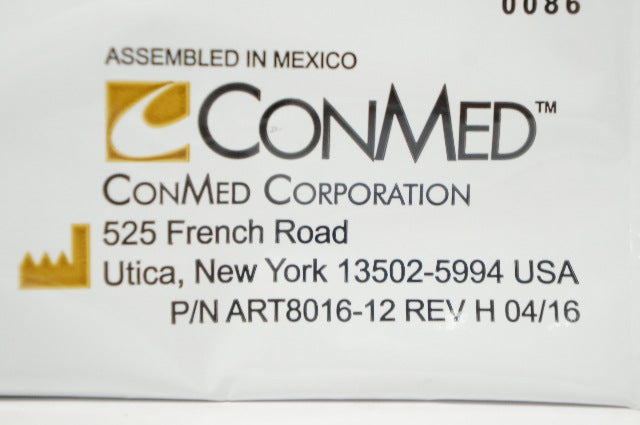 0086
ASSEMBLED IN MEXICO
CONMED™
CONMED CORPORATION
525 French Road
Utica, New York 13502-5994 USA
P/N ART8016-12 REV H 04/16